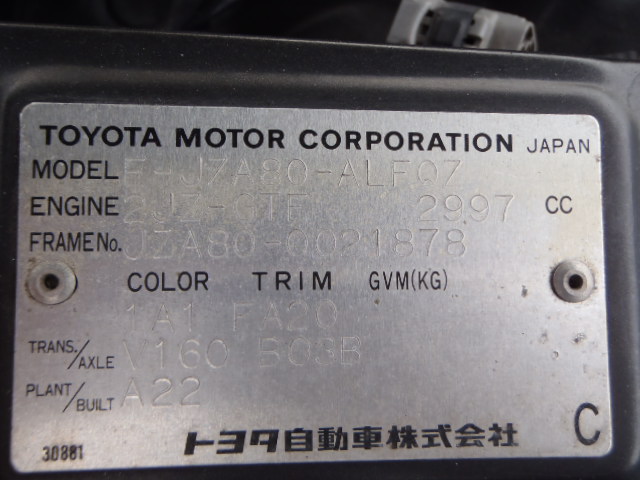 TOYOTA MOTOR CORPORATION JAPAN
MODEL E-JZA80-ALFQZ
ENGINE 2JZ-GTE 2997 CC
FRAME No. JZA80-0021878
COLOR TRIM GVM(KG)
1A1 FA20
TRANS./AXLE V160 B03B
PLANT/BUILT A22
30881 トヨタ自動車株式会社 C